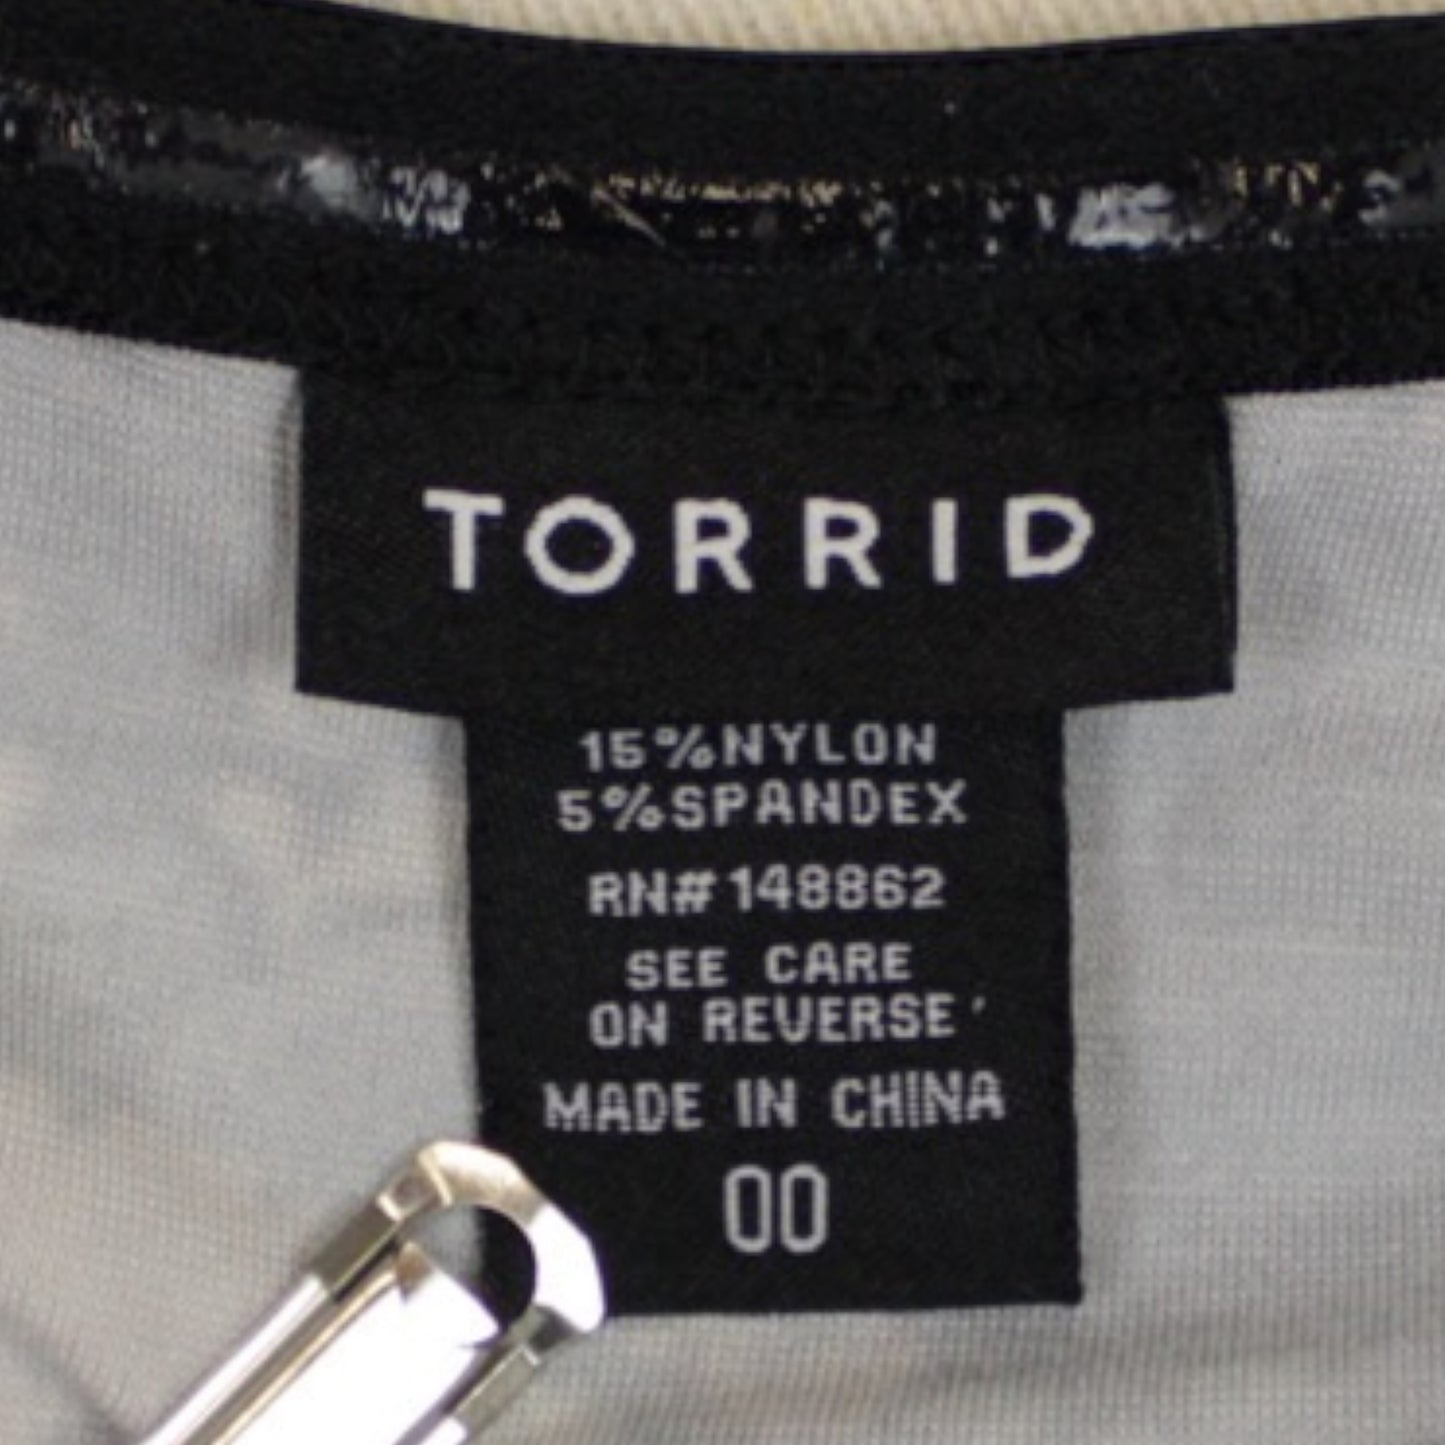 TORRID
15%NYLON
5%SPANDEX
RN#148862
SEE CARE
ON REVERSE
MADE IN CHINA
00